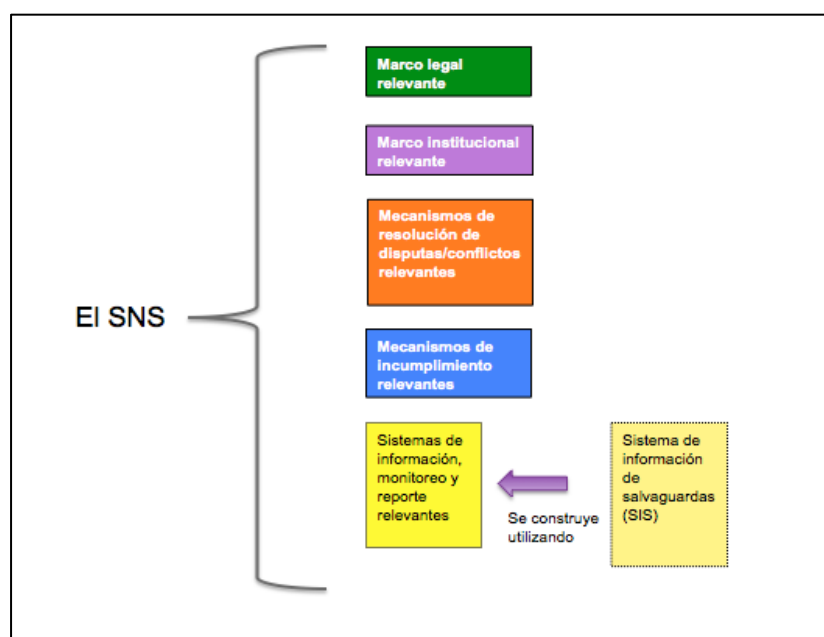 Marco legal
relevante
Marco institucional
relevante
Mecanismos de
resolución de
disputas/conflictos
relevantes
El SNS
Mecanismos de
incumplimiento
relevantes
Sistemas de
información,
monitoreo y
reporte
relevantes
Se construye
utilizando
Sistema de
información
de
salvaguardas
(SIS)